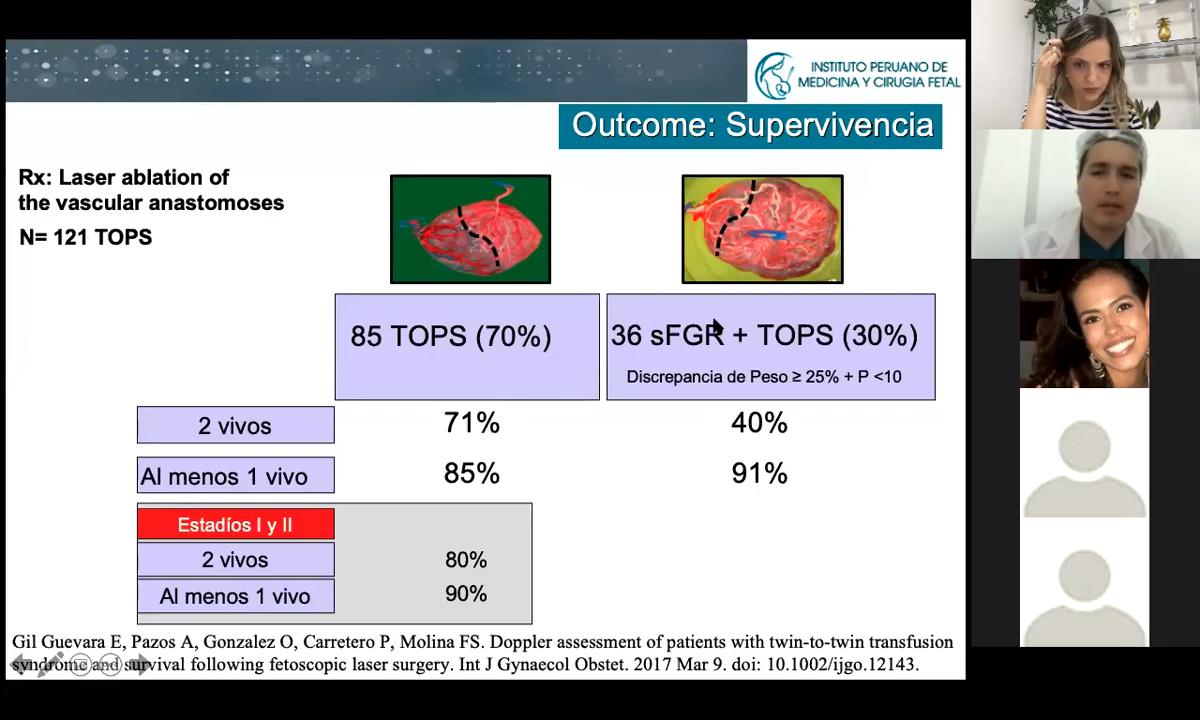 INSTITUTO PERUANO DE
MEDICINA Y CIRUGIA FETAL
Outcome: Supervivencia
Rx: Laser ablation of
the vascular anastomoses
N= 121 TOPS
85 TOPS (70%)
36 sFGR + TOPS (30%)
Discrepancia de Peso ≥ 25% + P <10
2 vivos 71% 40%
Al menos 1 vivo 85% 91%
Estadíos I y II
2 vivos 80%
Al menos 1 vivo 90%
Gil Guevara E, Pazos A, Gonzalez O, Carretero P, Molina FS. Doppler assessment of patients with twin-to-twin transfusion
syndrome and survival following fetoscopic laser surgery. Int J Gynaecol Obstet. 2017 Mar 9. doi: 10.1002/ijgo.12143.